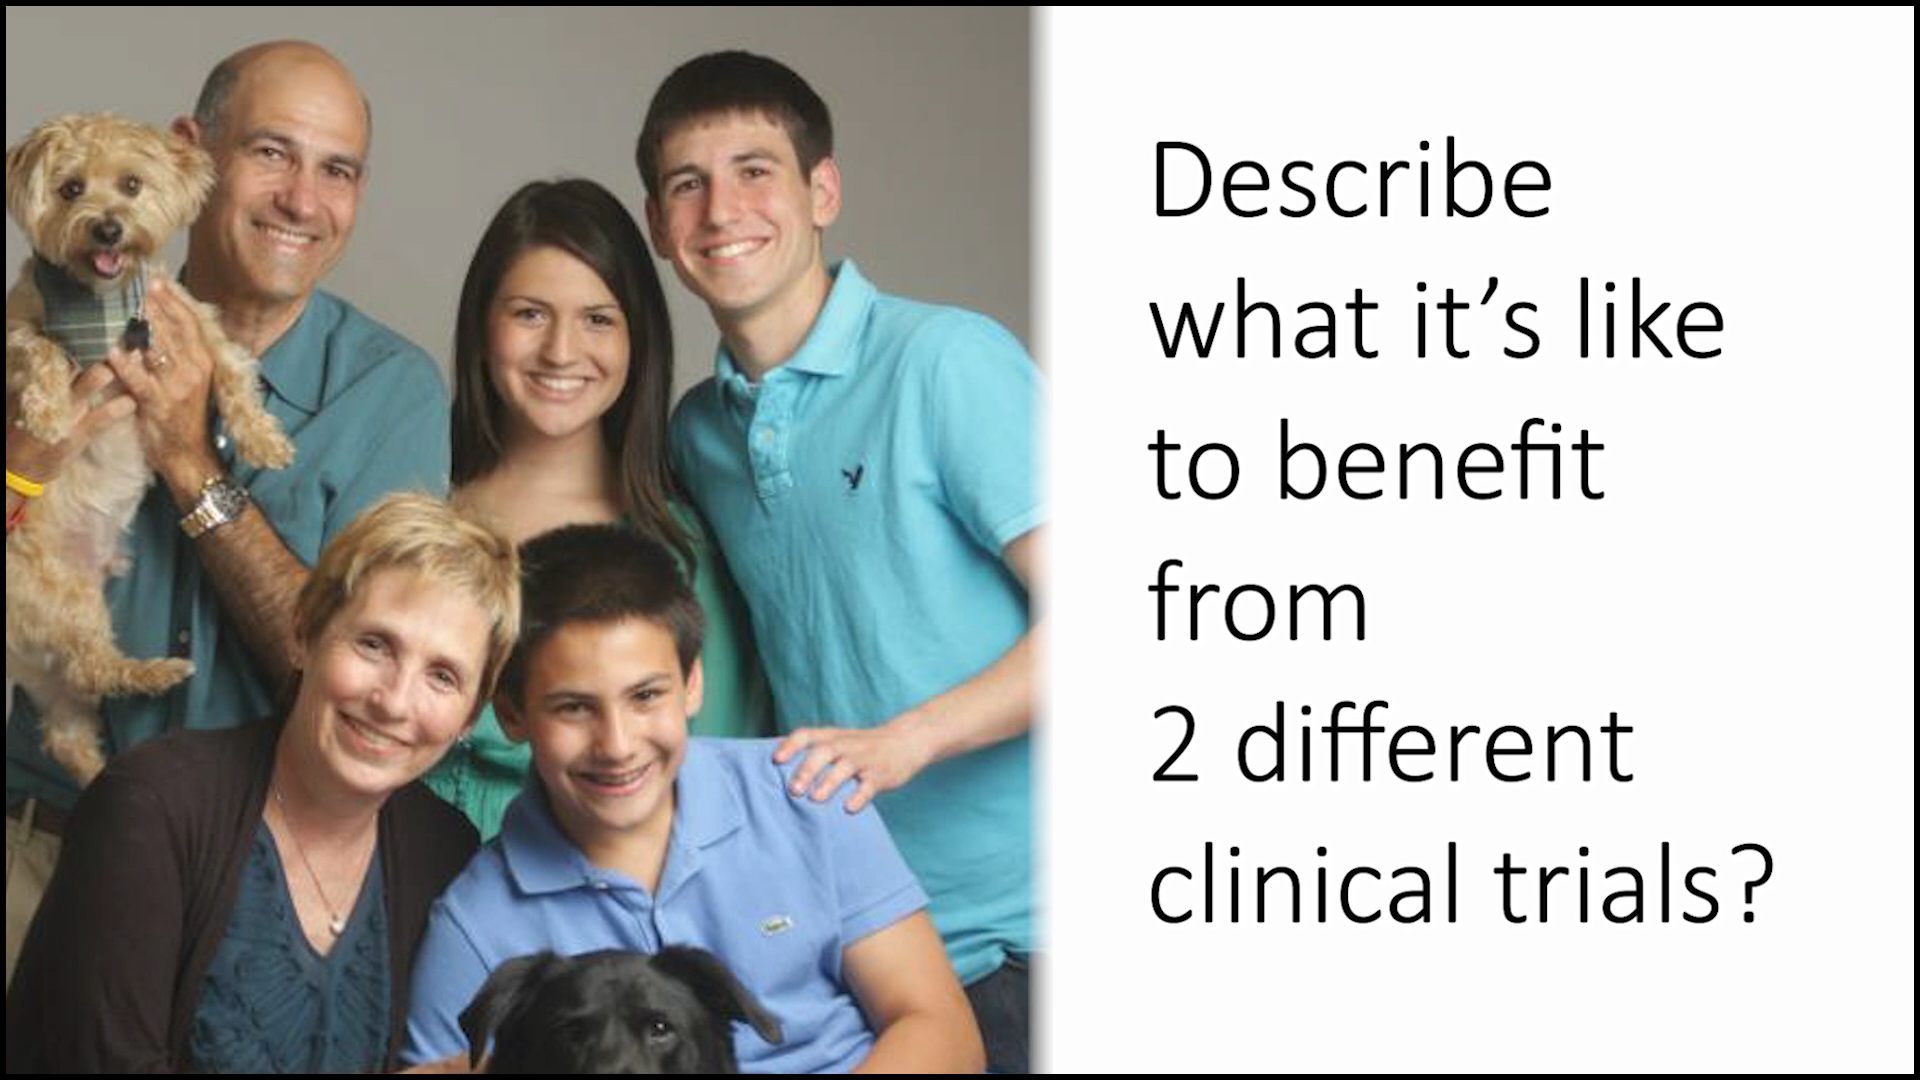 Describe
what it’s like
to benefit
from
2 different
clinical trials?